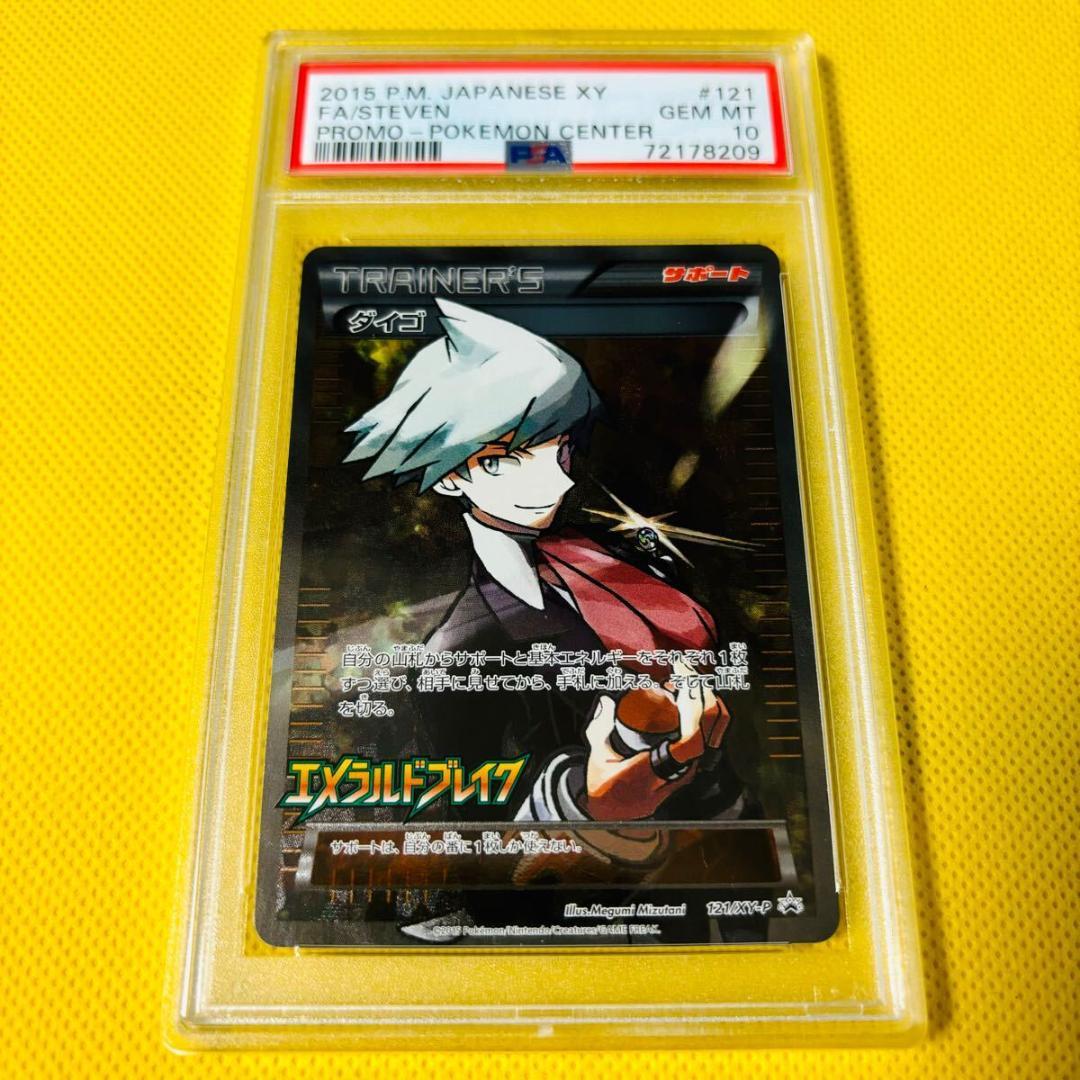 2015 P.M. JAPANESE XY #121
FA/STEVEN GEM MT
PROMO - POKEMON CENTER 10
PSA 72178209
TRAINER'S サポート
ダイゴ
自分の山札からサポートと基本エネルギーをそれぞれ1枚
ずつ選び、相手に見せてから、手札に加える。そして山札
を切る。
エメラルドブレイク
サポートは、自分の番に1枚しか使えない。
Illus. Megumi Mizutani 121/XY-P
©2015 Pokémon/Nintendo/Creatures/GAME FREAK.